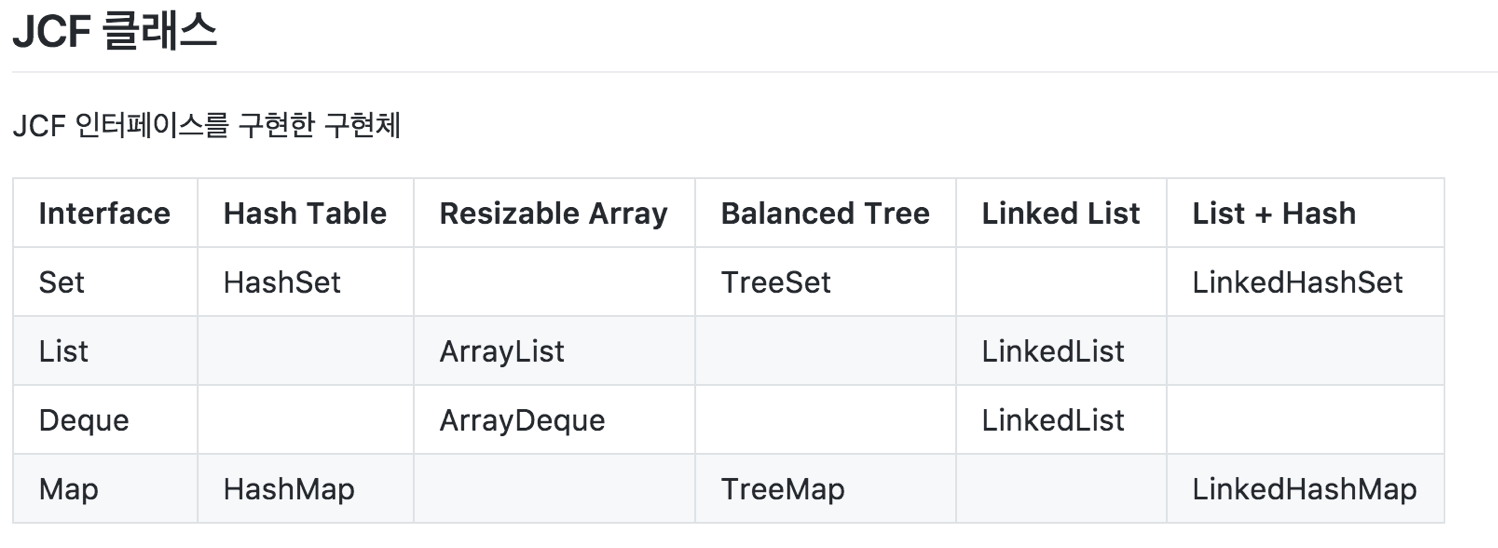 JCF 클래스
JCF 인터페이스를 구현한 구현체
Interface Hash Table Resizable Array Balanced Tree Linked List List + Hash
Set HashSet TreeSet LinkedHashSet
List ArrayList LinkedList
Deque ArrayDeque LinkedList
Map HashMap TreeMap LinkedHashMap